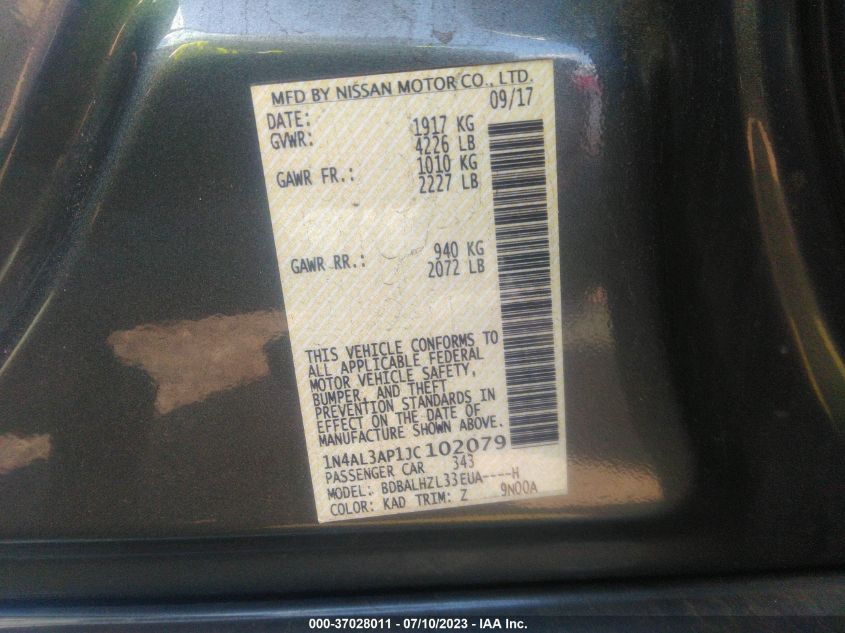 MFD BY NISSAN MOTOR CO., LTD.
DATE: 09/17
GVWR: 1917 KG
4226 LB
GAWR FR.: 1010 KG
2227 LB
GAWR RR.: 940 KG
2072 LB
THIS VEHICLE CONFORMS TO
ALL APPLICABLE FEDERAL
MOTOR VEHICLE SAFETY,
BUMPER, AND THEFT
PREVENTION STANDARDS IN
EFFECT ON THE DATE OF
MANUFACTURE SHOWN ABOVE.
1N4AL3AP1JC102079
PASSENGER CAR 343
MODEL: BDBALHZL33EUA----H
COLOR: KAD TRIM: Z 9N00A
000-37028011 - 07/10/2023 - IAA Inc.